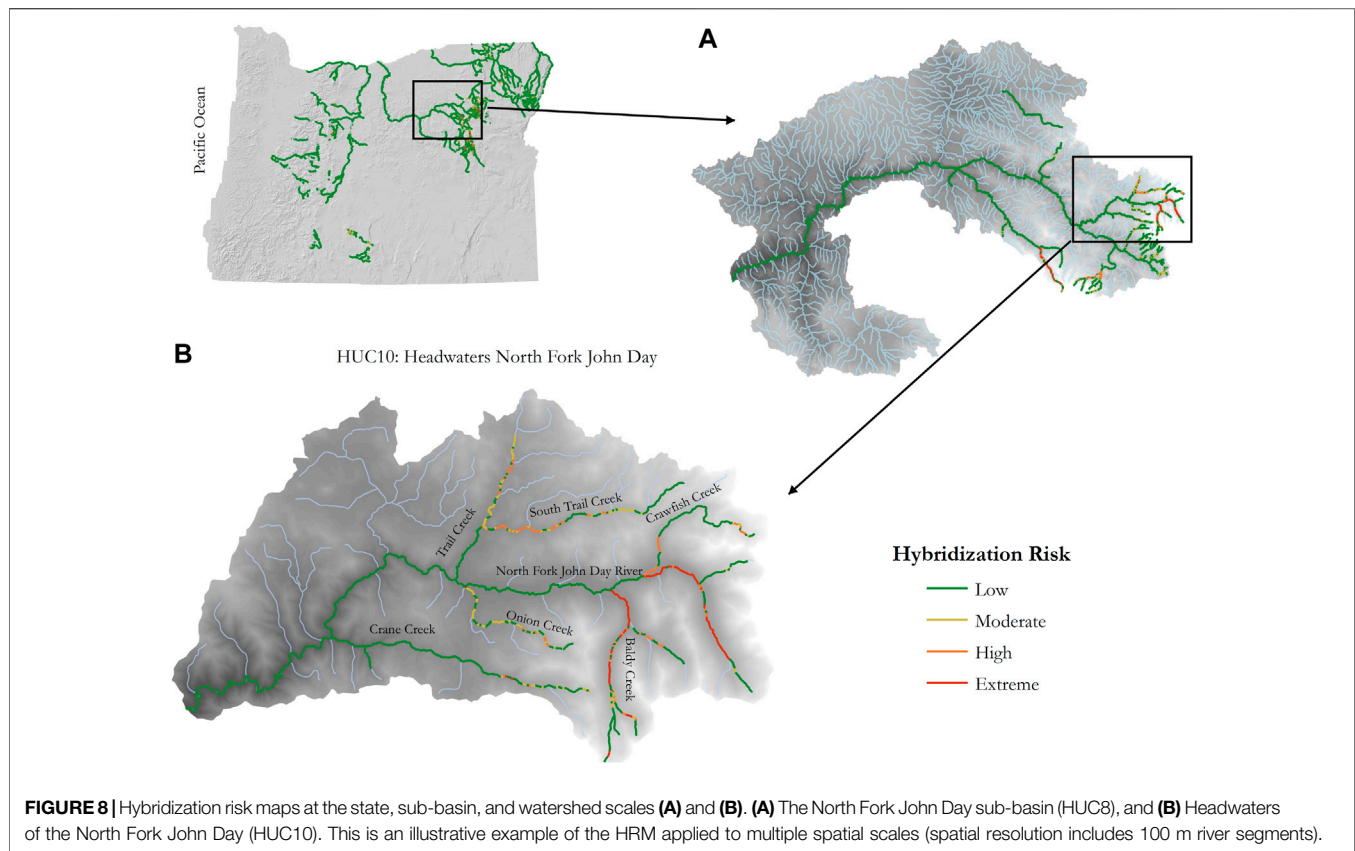 A
Pacific Ocean
B
HUC10: Headwaters North Fork John Day
South Trail Creek
Crawfish Creek
Trail Creek
North Fork John Day River
Onion Creek
Crane Creek
Baldy Creek
Hybridization Risk
Low
Moderate
High
Extreme
FIGURE 8 | Hybridization risk maps at the state, sub-basin, and watershed scales (A) and (B). (A) The North Fork John Day sub-basin (HUC8), and (B) Headwaters
of the North Fork John Day (HUC10). This is an illustrative example of the HRM applied to multiple spatial scales (spatial resolution includes 100 m river segments).